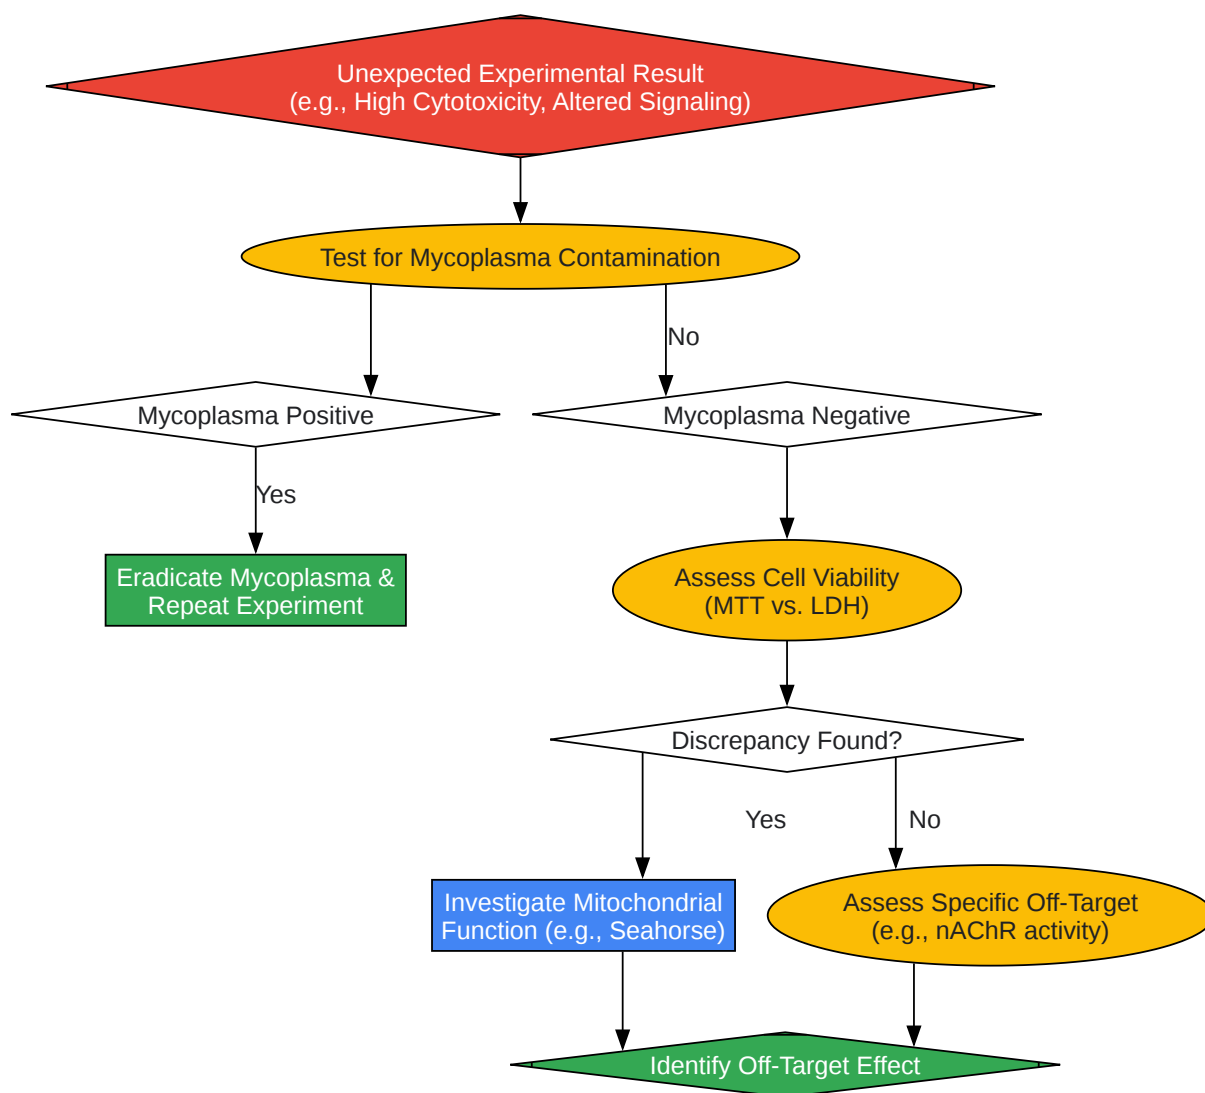 Unexpected Experimental Result
(e.g., High Cytotoxicity, Altered Signaling)
Test for Mycoplasma Contamination
No
Mycoplasma Positive
Mycoplasma Negative
Yes
Eradicate Mycoplasma &
Repeat Experiment
Assess Cell Viability
(MTT vs. LDH)
Discrepancy Found?
Yes
No
Investigate Mitochondrial
Function (e.g., Seahorse)
Assess Specific Off-Target
(e.g., nAChR activity)
Identify Off-Target Effect